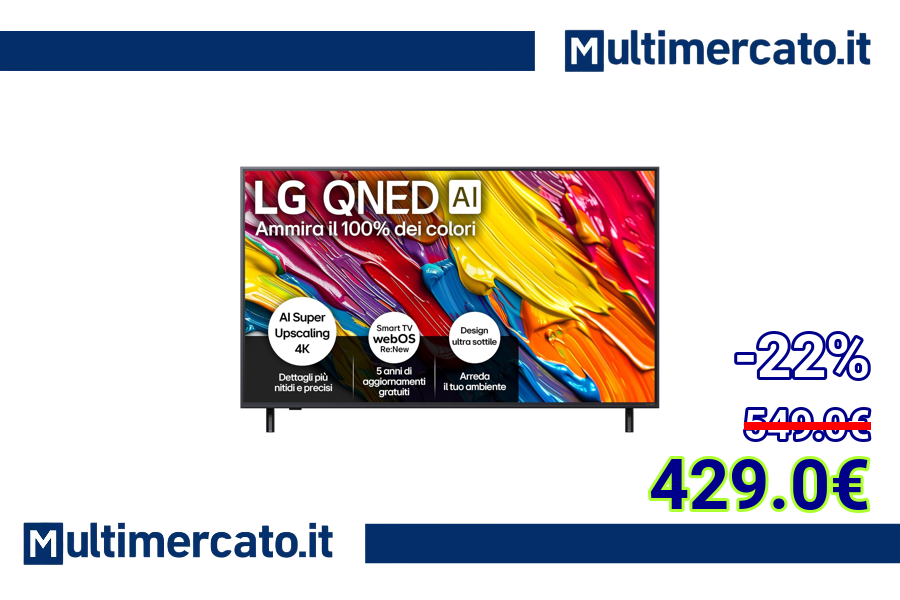 Multimercato.it
LG QNED AI
Ammira il 100% dei colori
AI Super
Upscaling
4K
Dettagli più
nitidi e precisi
Smart TV
webOS
Re:New
5 anni di
aggiornamenti
gratuiti
Design
ultra sottile
Arreda
il tuo ambiente
-22%
549.0€
429.0€
Multimercato.it